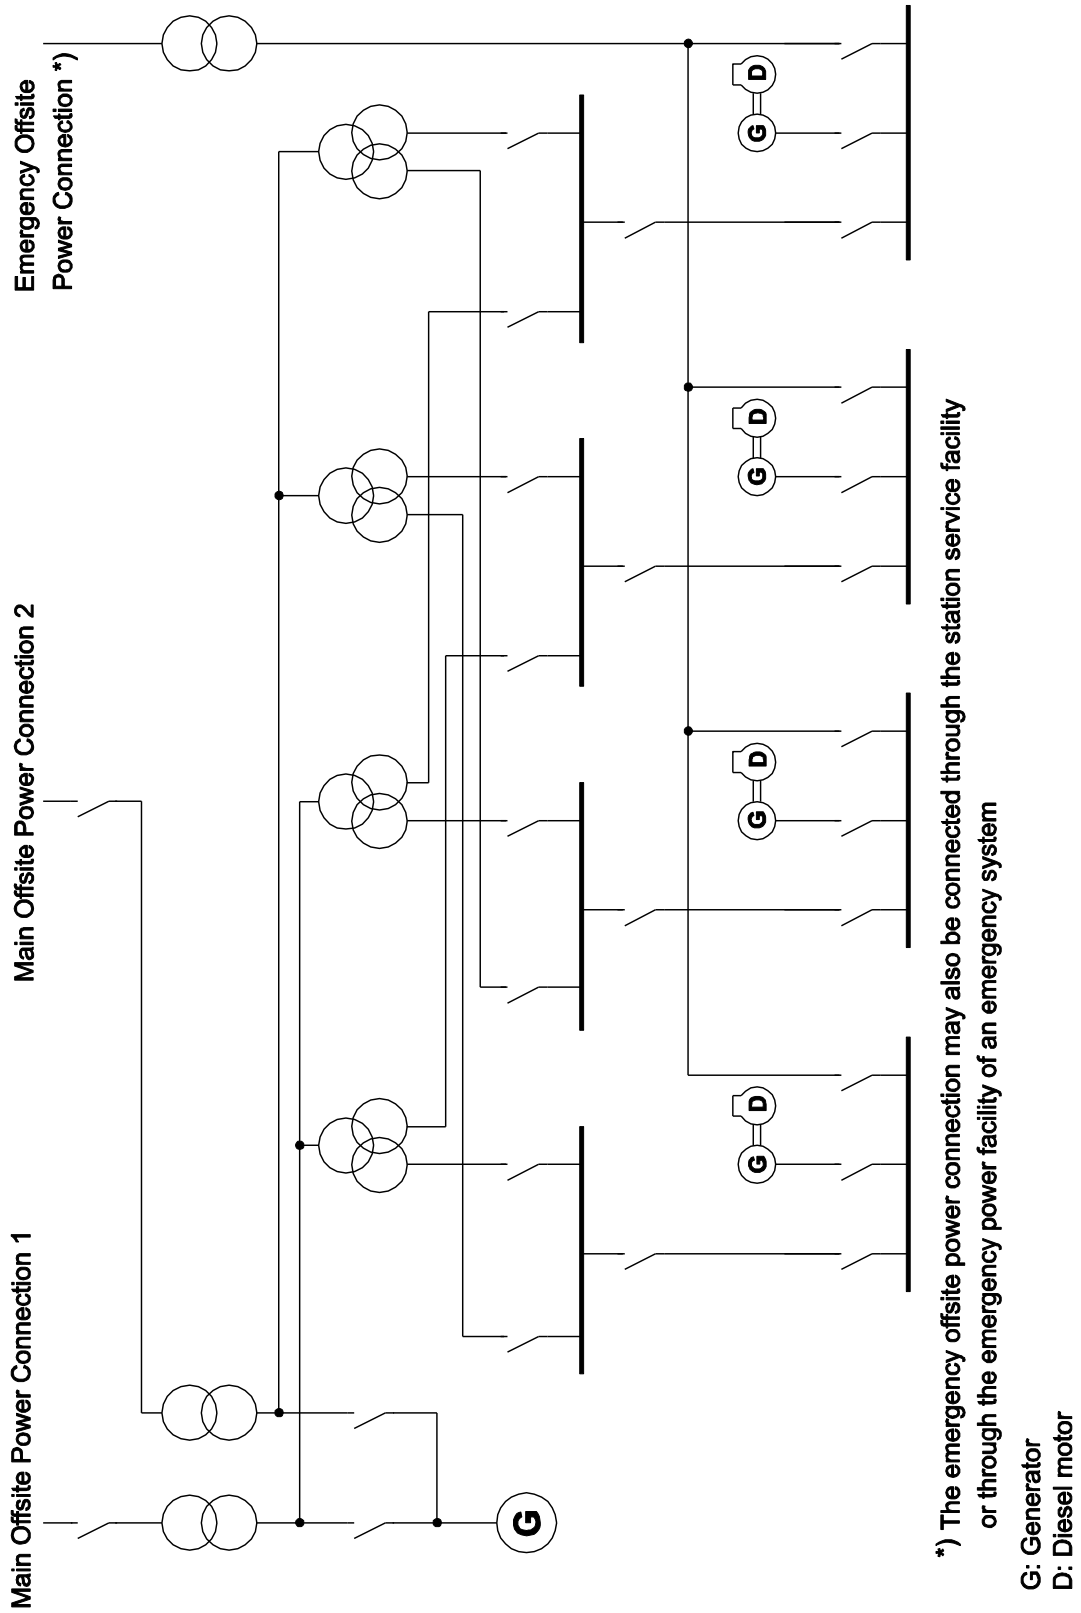 Main Offsite Power Connection 1
Main Offsite Power Connection 2
Emergency Offsite
Power Connection *)
G
G
D
G
D
G
D
G
D
*) The emergency offsite power connection may also be connected through the station service facility
or through the emergency power facility of an emergency system
G: Generator
D: Diesel motor